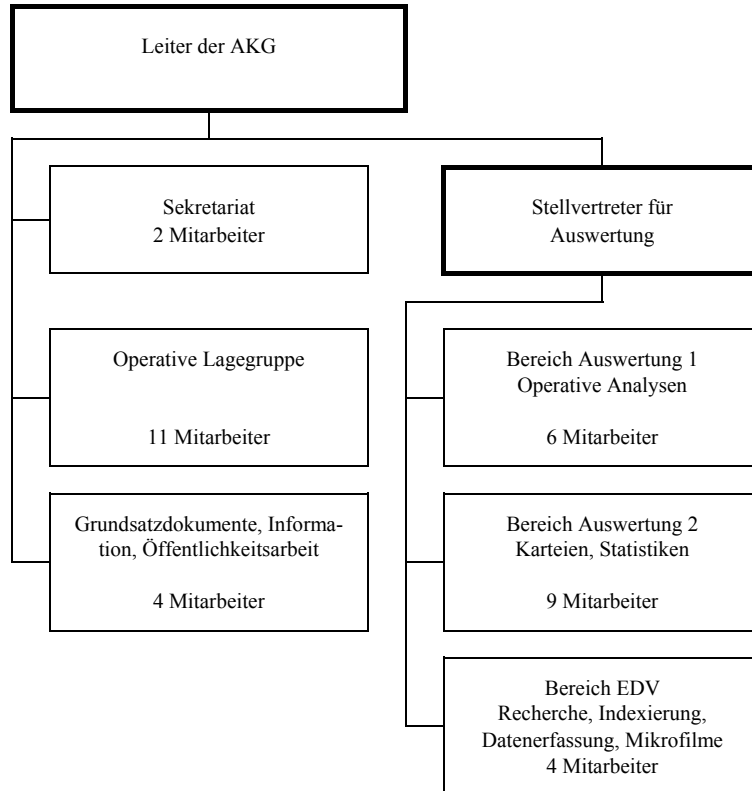 Leiter der AKG
Sekretariat
2 Mitarbeiter
Stellvertreter für
Auswertung
Operative Lagegruppe
11 Mitarbeiter
Bereich Auswertung 1
Operative Analysen
6 Mitarbeiter
Grundsatzdokumente, Informa-
tion, Öffentlichkeitsarbeit
4 Mitarbeiter
Bereich Auswertung 2
Karteien, Statistiken
9 Mitarbeiter
Bereich EDV
Recherche, Indexierung,
Datenerfassung, Mikrofilme
4 Mitarbeiter